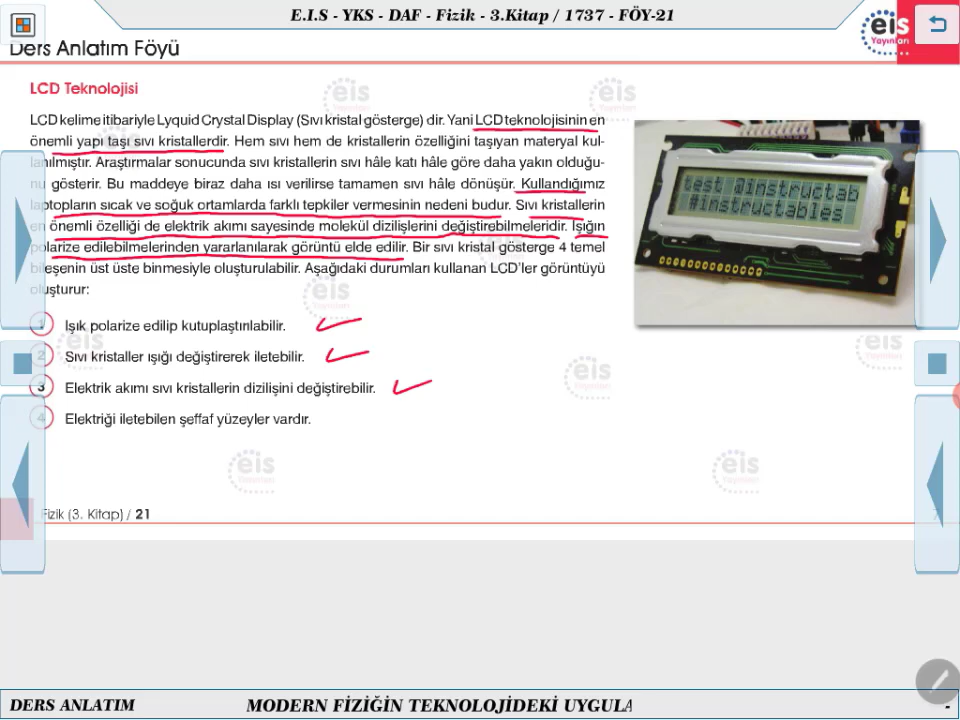 E.I.S - YKS - DAF - Fizik - 3.Kitap / 1737 - FÖY-21
eis
Yayınları
Ders Anlatım Föyü
LCD Teknolojisi
LCD kelime itibariyle Lyquid Crystal Display (Sıvı kristal gösterge) dir. Yani LCD teknolojisinin en
önemli yapı taşı sıvı kristallerdir. Hem sıvı hem de kristallerin özelliğini taşıyan materyal kul-
lanılmıştır. Araştırmalar sonucunda sıvı kristallerin sıvı hâle katı hâle göre daha yakın olduğu-
nu gösterir. Bu maddeye biraz daha ısı verilirse tamamen sıvı hâle dönüşür. Kullandığımız
laptopların sıcak ve soğuk ortamlarda farklı tepkiler vermesinin nedeni budur. Sıvı kristallerin
en önemli özelliği de elektrik akımı sayesinde molekül dizilişlerini değiştirebilmeleridir. Işığın
polarize edilebilmelerinden yararlanılarak görüntü elde edilir. Bir sıvı kristal gösterge 4 temel
bileşenin üst üste binmesiyle oluşturulabilir. Aşağıdaki durumları kullanan LCD'ler görüntüyü
oluşturur:
test @instructab
#instructables
1 Işık polarize edilip kutuplaştırılabilir.
2 Sıvı kristaller ışığı değiştirerek iletebilir.
3 Elektrik akımı sıvı kristallerin dizilişini değiştirebilir.
4 Elektriği iletebilen şeffaf yüzeyler vardır.
Fizik (3. Kitap) / 21
7
DERS ANLATIM
MODERN FİZİĞİN TEKNOLOJİDEKİ UYGULA
-